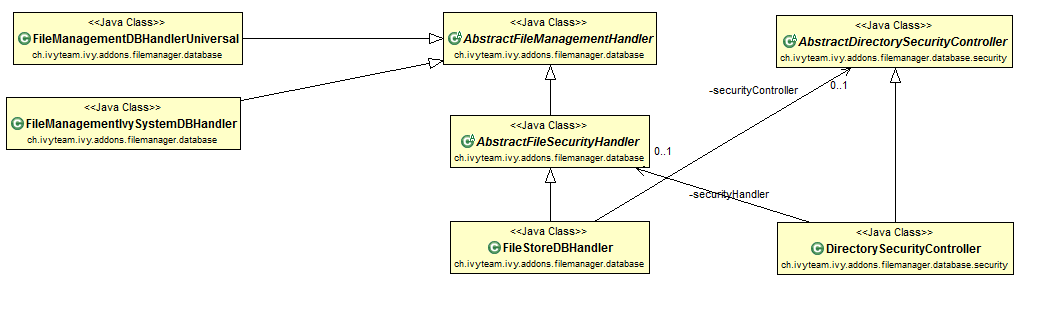 <<Java Class>>
FileManagementDBHandlerUniversal
ch.ivyteam.ivy.addons.filemanager.database
<<Java Class>>
AbstractFileManagementHandler
ch.ivyteam.ivy.addons.filemanager.database
<<Java Class>>
AbstractDirectorySecurityController
ch.ivyteam.ivy.addons.filemanager.database.security
-securityController
0..1
<<Java Class>>
FileManagementIvySystemDBHandler
ch.ivyteam.ivy.addons.filemanager.database
<<Java Class>>
AbstractFileSecurityHandler
ch.ivyteam.ivy.addons.filemanager.database
0..1
-securityHandler
<<Java Class>>
FileStoreDBHandler
ch.ivyteam.ivy.addons.filemanager.database
<<Java Class>>
DirectorySecurityController
ch.ivyteam.ivy.addons.filemanager.database.security